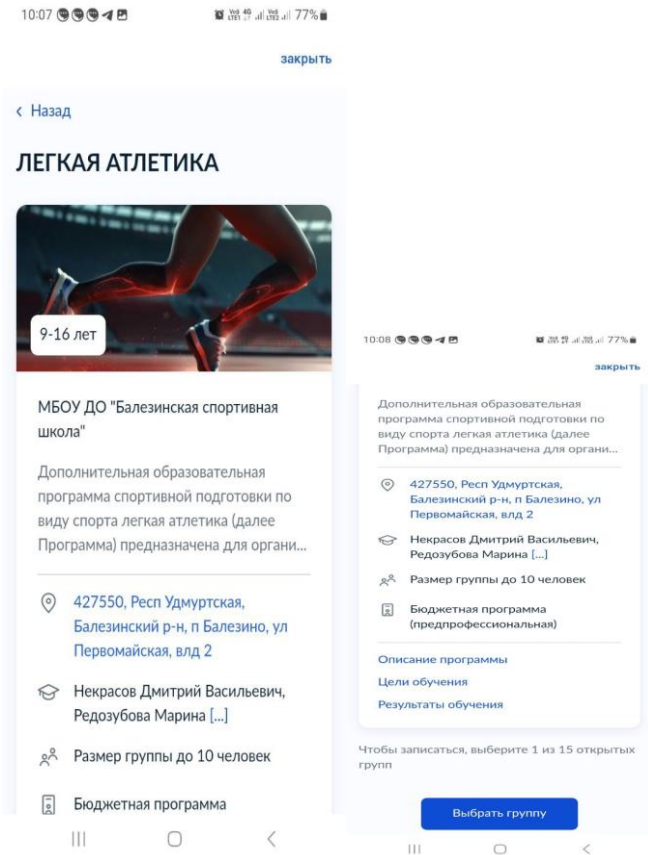 10:07
4G 77%
закрыть
‹ Назад
ЛЕГКАЯ АТЛЕТИКА
9-16 лет
МБОУ ДО "Балезинская спортивная
школа"
Дополнительная образовательная
программа спортивной подготовки по
виду спорта легкая атлетика (далее
Программа) предназначена для органи...
427550, Респ Удмуртская,
Балезинский р-н, п Балезино, ул
Первомайская, влд 2
Некрасов Дмитрий Васильевич,
Редозубова Марина [...]
Размер группы до 10 человек
Бюджетная программа
10:08
77%
закрыть
Дополнительная образовательная
программа спортивной подготовки по
виду спорта легкая атлетика (далее
Программа) предназначена для органи...
427550, Респ Удмуртская,
Балезинский р-н, п Балезино, ул
Первомайская, влд 2
Некрасов Дмитрий Васильевич,
Редозубова Марина [...]
Размер группы до 10 человек
Бюджетная программа
(предпрофессиональная)
Описание программы
Цели обучения
Результаты обучения
Чтобы записаться, выберите 1 из 15 открытых
групп
Выбрать группу